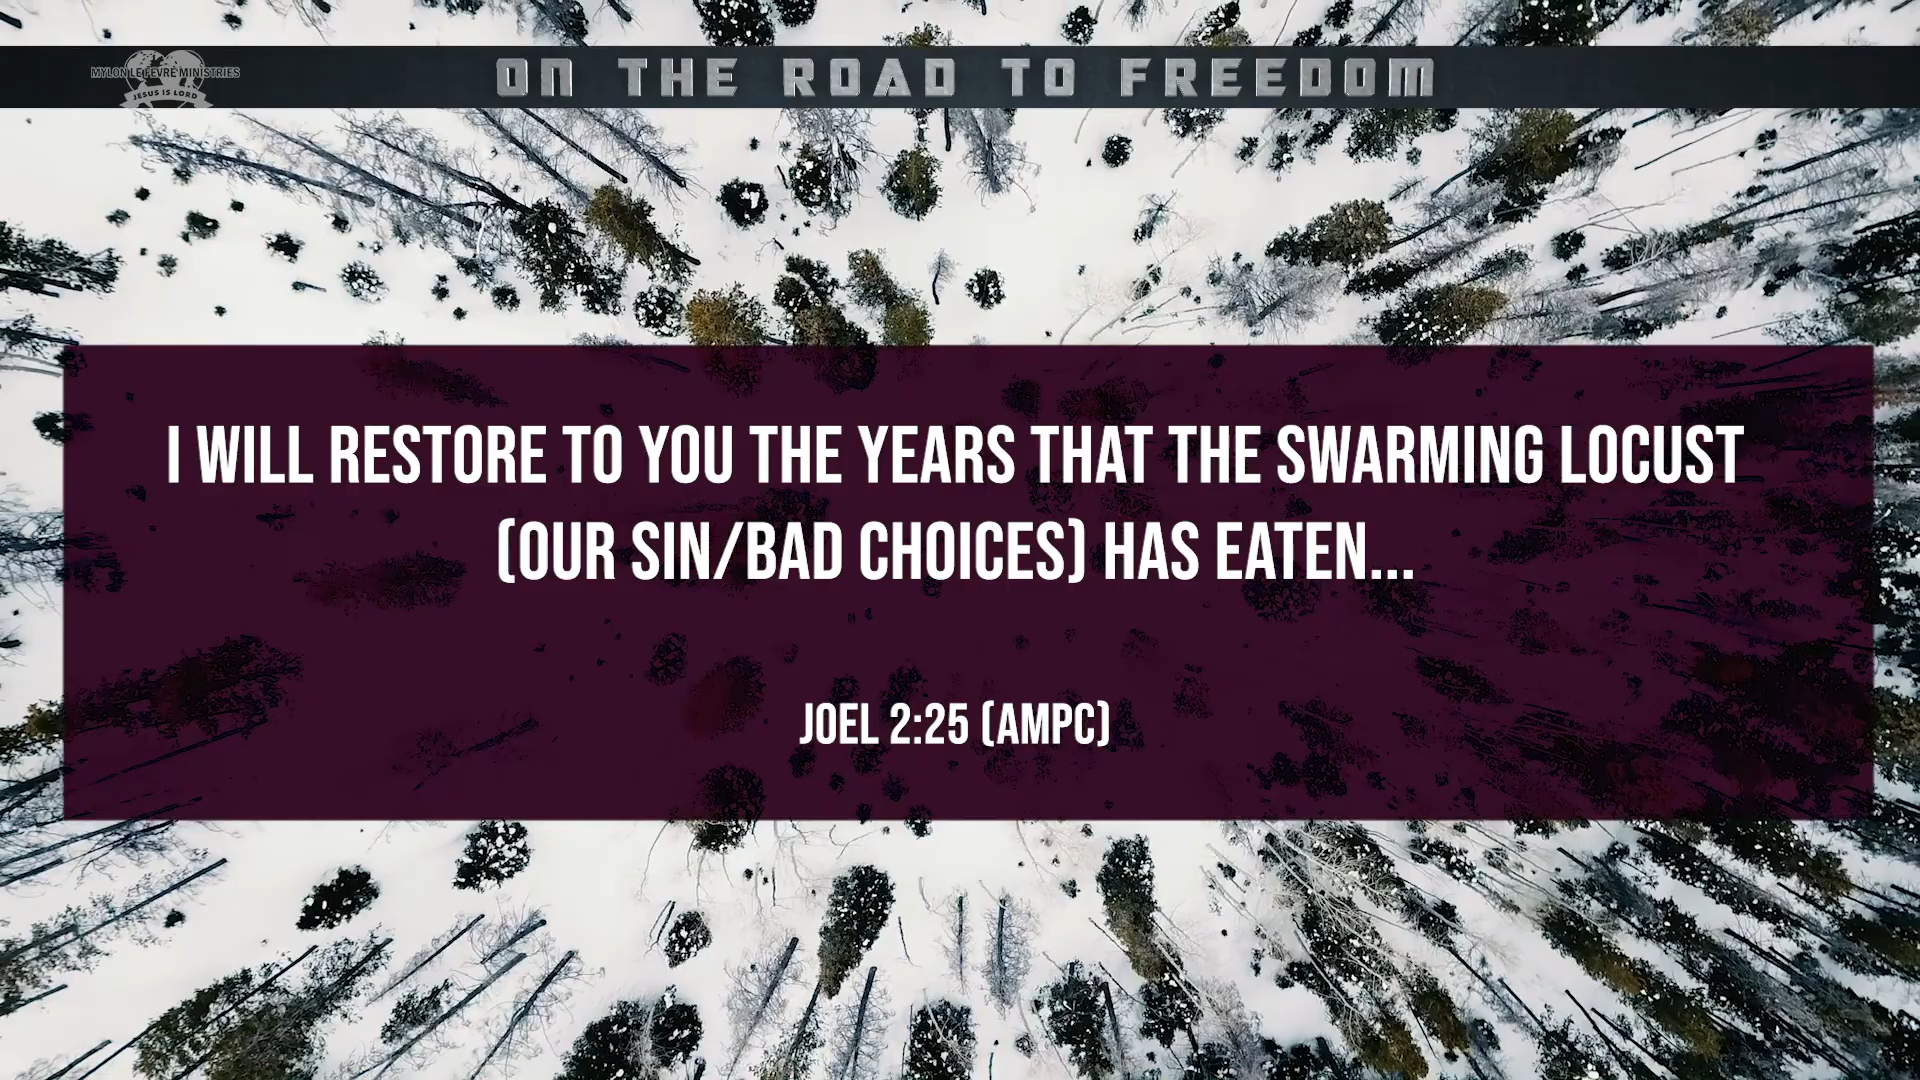 MYLON LE FEVRE MINISTRIES
JESUS IS LORD
ON THE ROAD TO FREEDOM
I WILL RESTORE TO YOU THE YEARS THAT THE SWARMING LOCUST
(OUR SIN/BAD CHOICES) HAS EATEN...
JOEL 2:25 (AMPC)